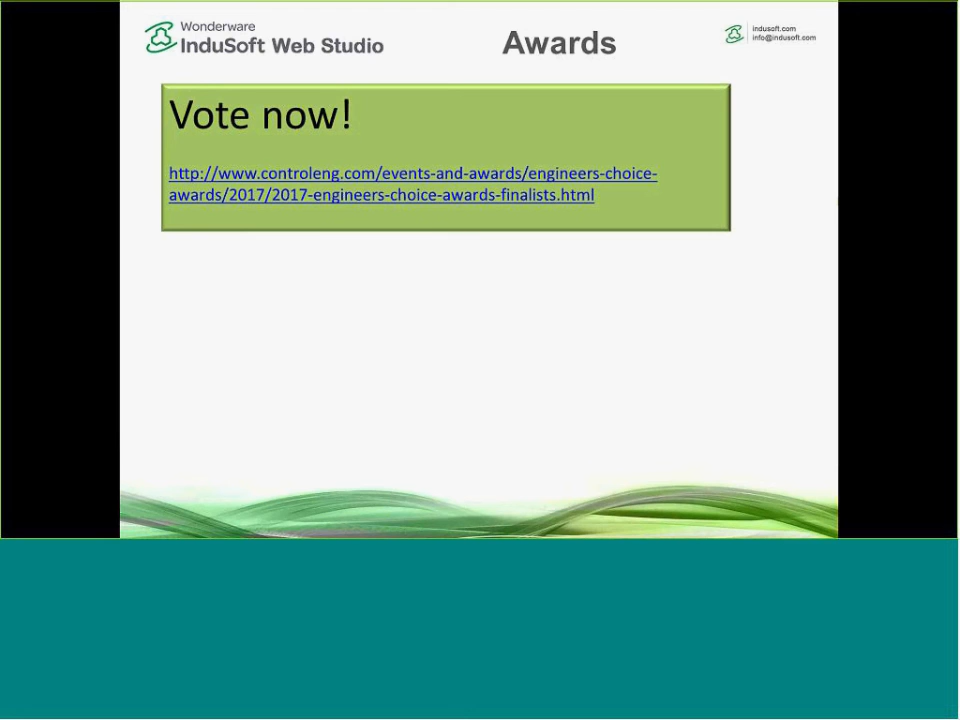 Wonderware
InduSoft Web Studio
Awards
indusoft.com
info@indusoft.com
Vote now!
http://www.controleng.com/events-and-awards/engineers-choice-
awards/2017/2017-engineers-choice-awards-finalists.html